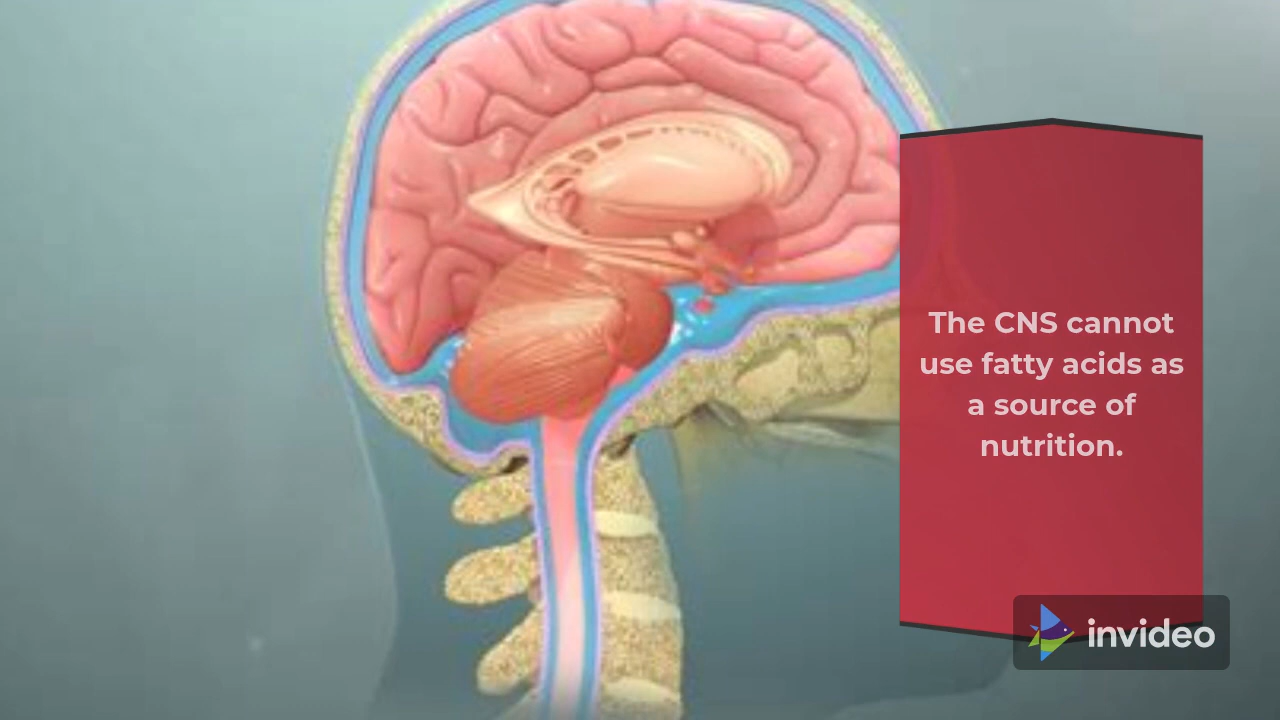 The CNS cannot
use fatty acids as
a source of
nutrition.
invideo